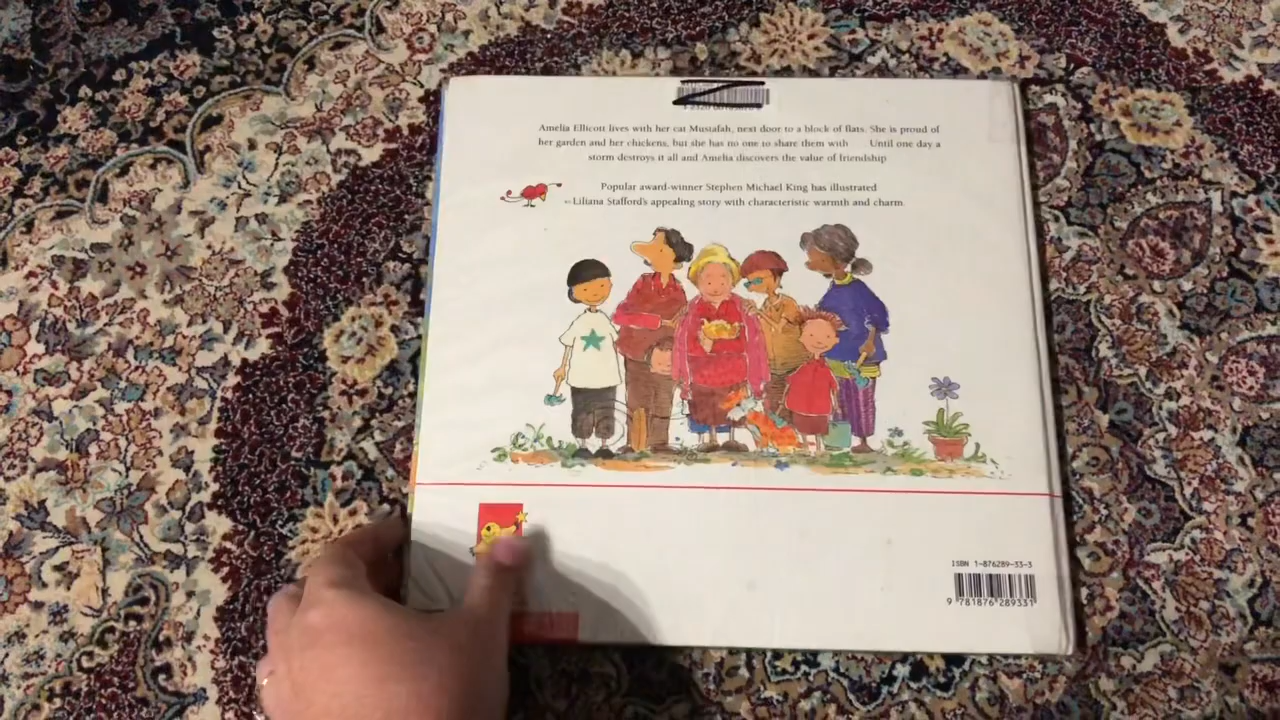 Amelia Ellicott lives with her cat Mustafah, next door to a block of flats. She is proud of
her garden and her chickens, but she has no one to share them with Until one day a
storm destroys it all and Amelia discovers the value of friendship
Popular award-winner Stephen Michael King has illustrated
Liliana Stafford's appealing story with characteristic warmth and charm.
ISBN 1-876289-33-3
9 781876 289331